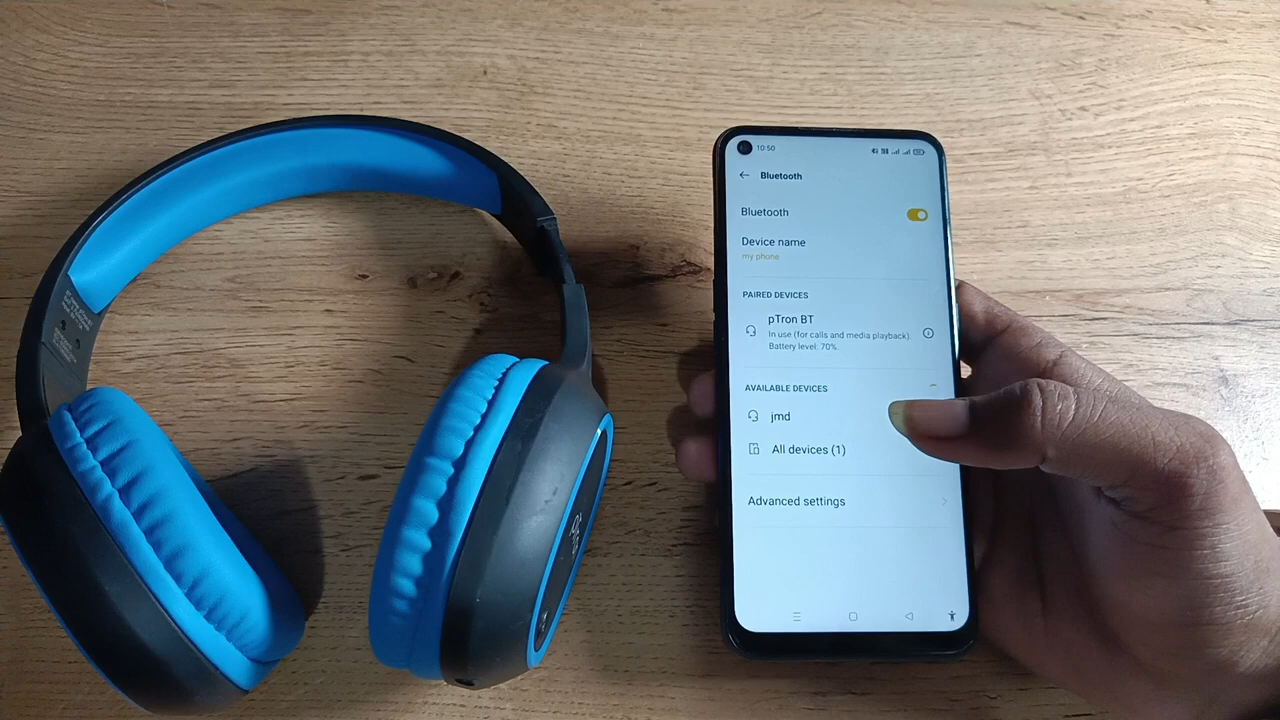 10:50
Bluetooth
Bluetooth
Device name
my phone
PAIRED DEVICES
pTron BT
In use (for calls and media playback).
Battery level: 70%.
AVAILABLE DEVICES
jmd
All devices (1)
Advanced settings